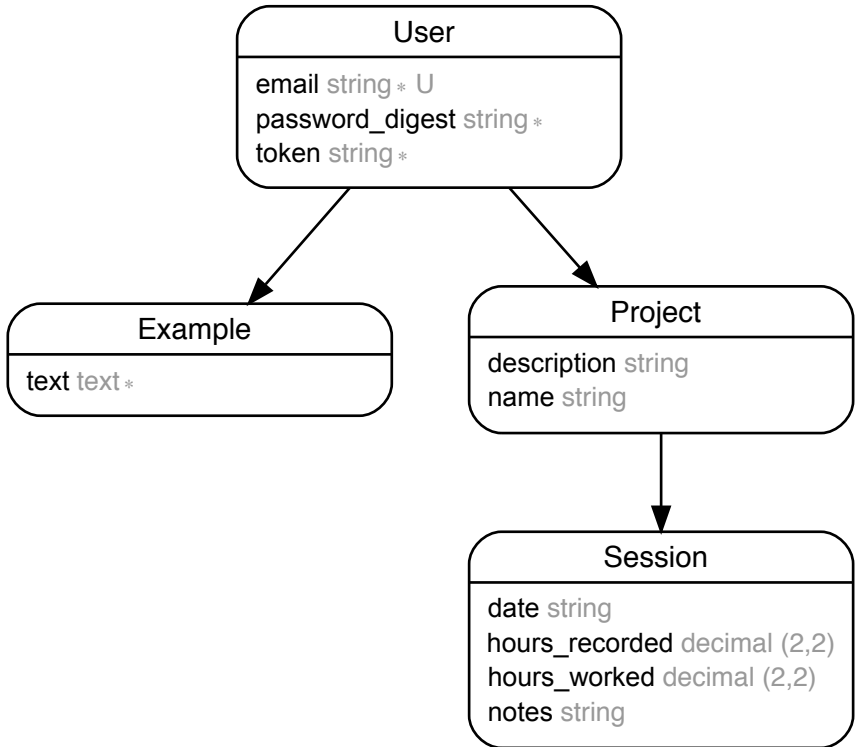 User
email string ∗ U
password_digest string ∗
token string ∗
Example
text text ∗
Project
description string
name string
Session
date string
hours_recorded decimal (2,2)
hours_worked decimal (2,2)
notes string